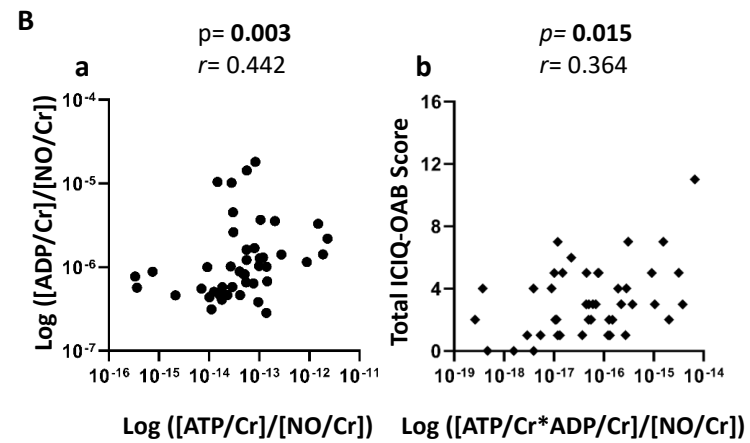 B
p= 0.003
r= 0.442
a
Log ([ADP/Cr]/[NO/Cr])
10-4
10-5
10-6
10-7
10-16
10-15
10-14
10-13
10-12
10-11
Log ([ATP/Cr]/[NO/Cr])
p= 0.015
r= 0.364
b
Total ICIQ-OAB Score
16
12
8
4
0
10-19
10-18
10-17
10-16
10-15
10-14
Log ([ATP/Cr*ADP/Cr]/[NO/Cr])